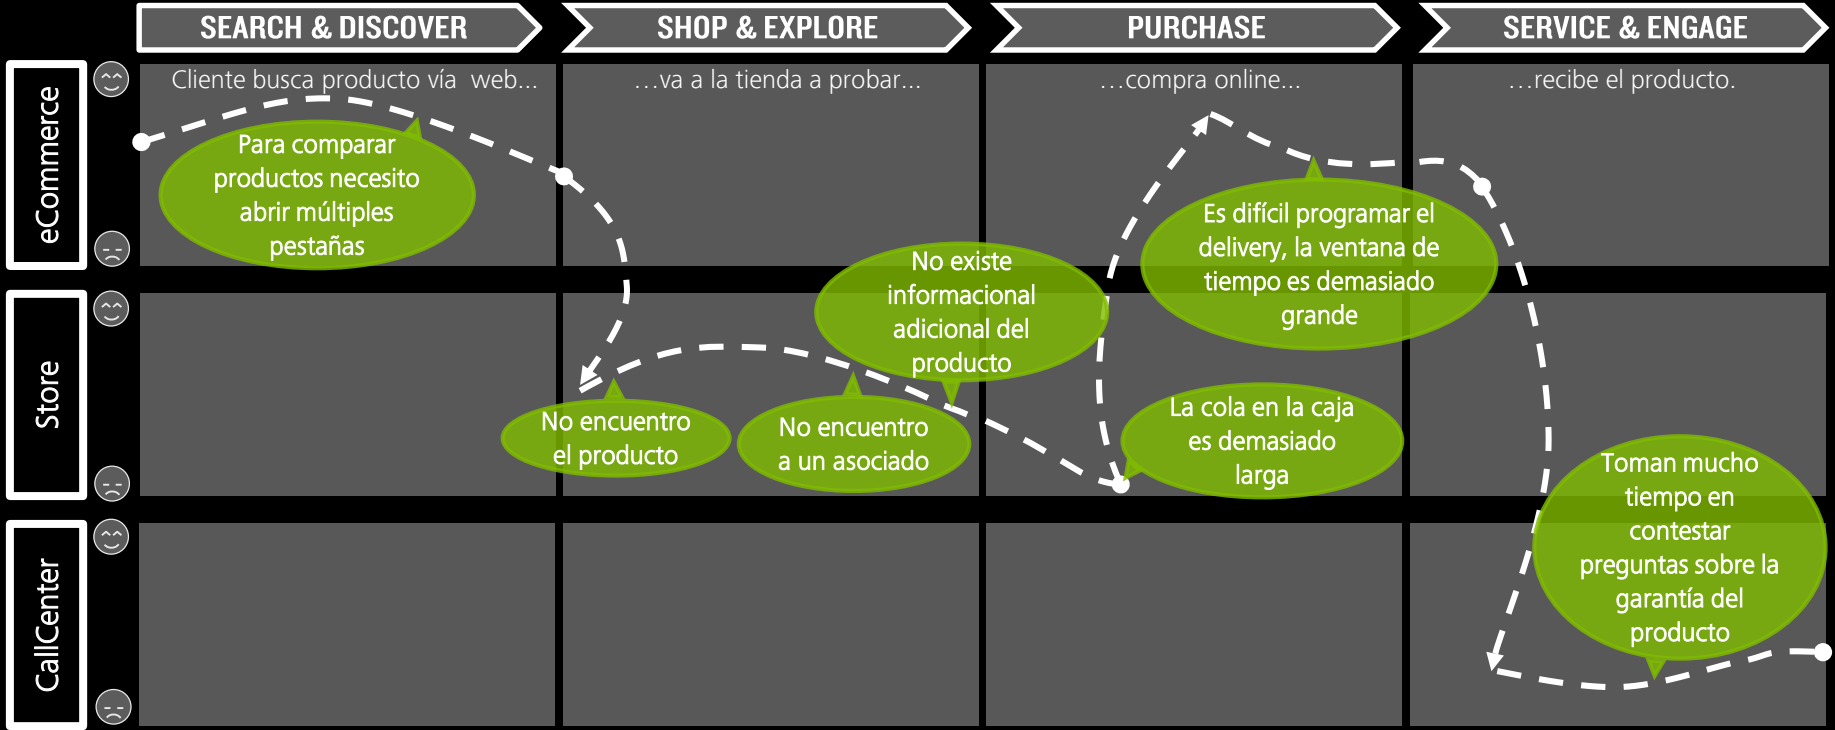 SEARCH & DISCOVER
SHOP & EXPLORE
PURCHASE
SERVICE & ENGAGE
eCommerce
Cliente busca producto vía web...
...va a la tienda a probar...
...compra online...
...recibe el producto.
Para comparar
productos necesito
abrir múltiples
pestañas
Es difícil programar el
delivery, la ventana de
tiempo es demasiado
grande
Store
No existe
informacional
adicional del
producto
No encuentro
el producto
No encuentro
a un asociado
La cola en la caja
es demasiado
larga
CallCenter
Toman mucho
tiempo en
contestar
preguntas sobre la
garantía del
producto